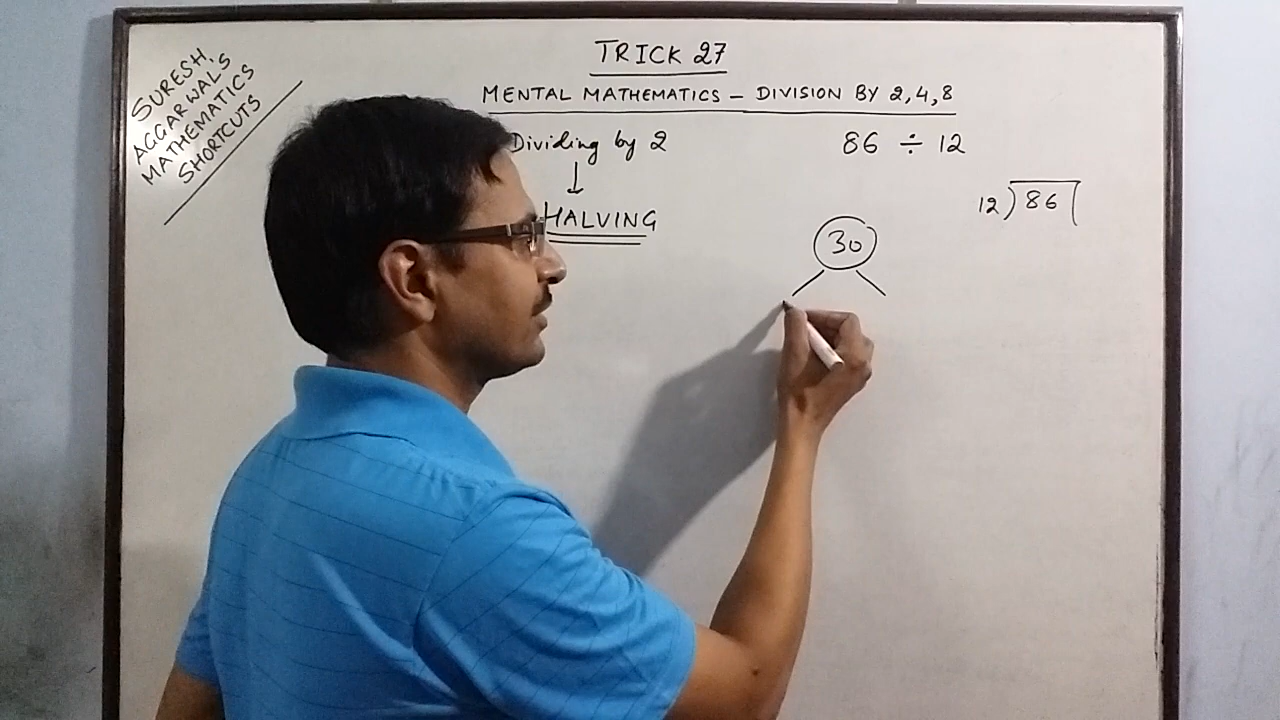 SURESH.
AGGARWAL'S
MATHEMATICS
SHORTCUTS
TRICK 27
MENTAL MATHEMATICS – DIVISION BY 2,4,8
Dividing by 2
↓
HALVING
86 ÷ 12
12)86(
30